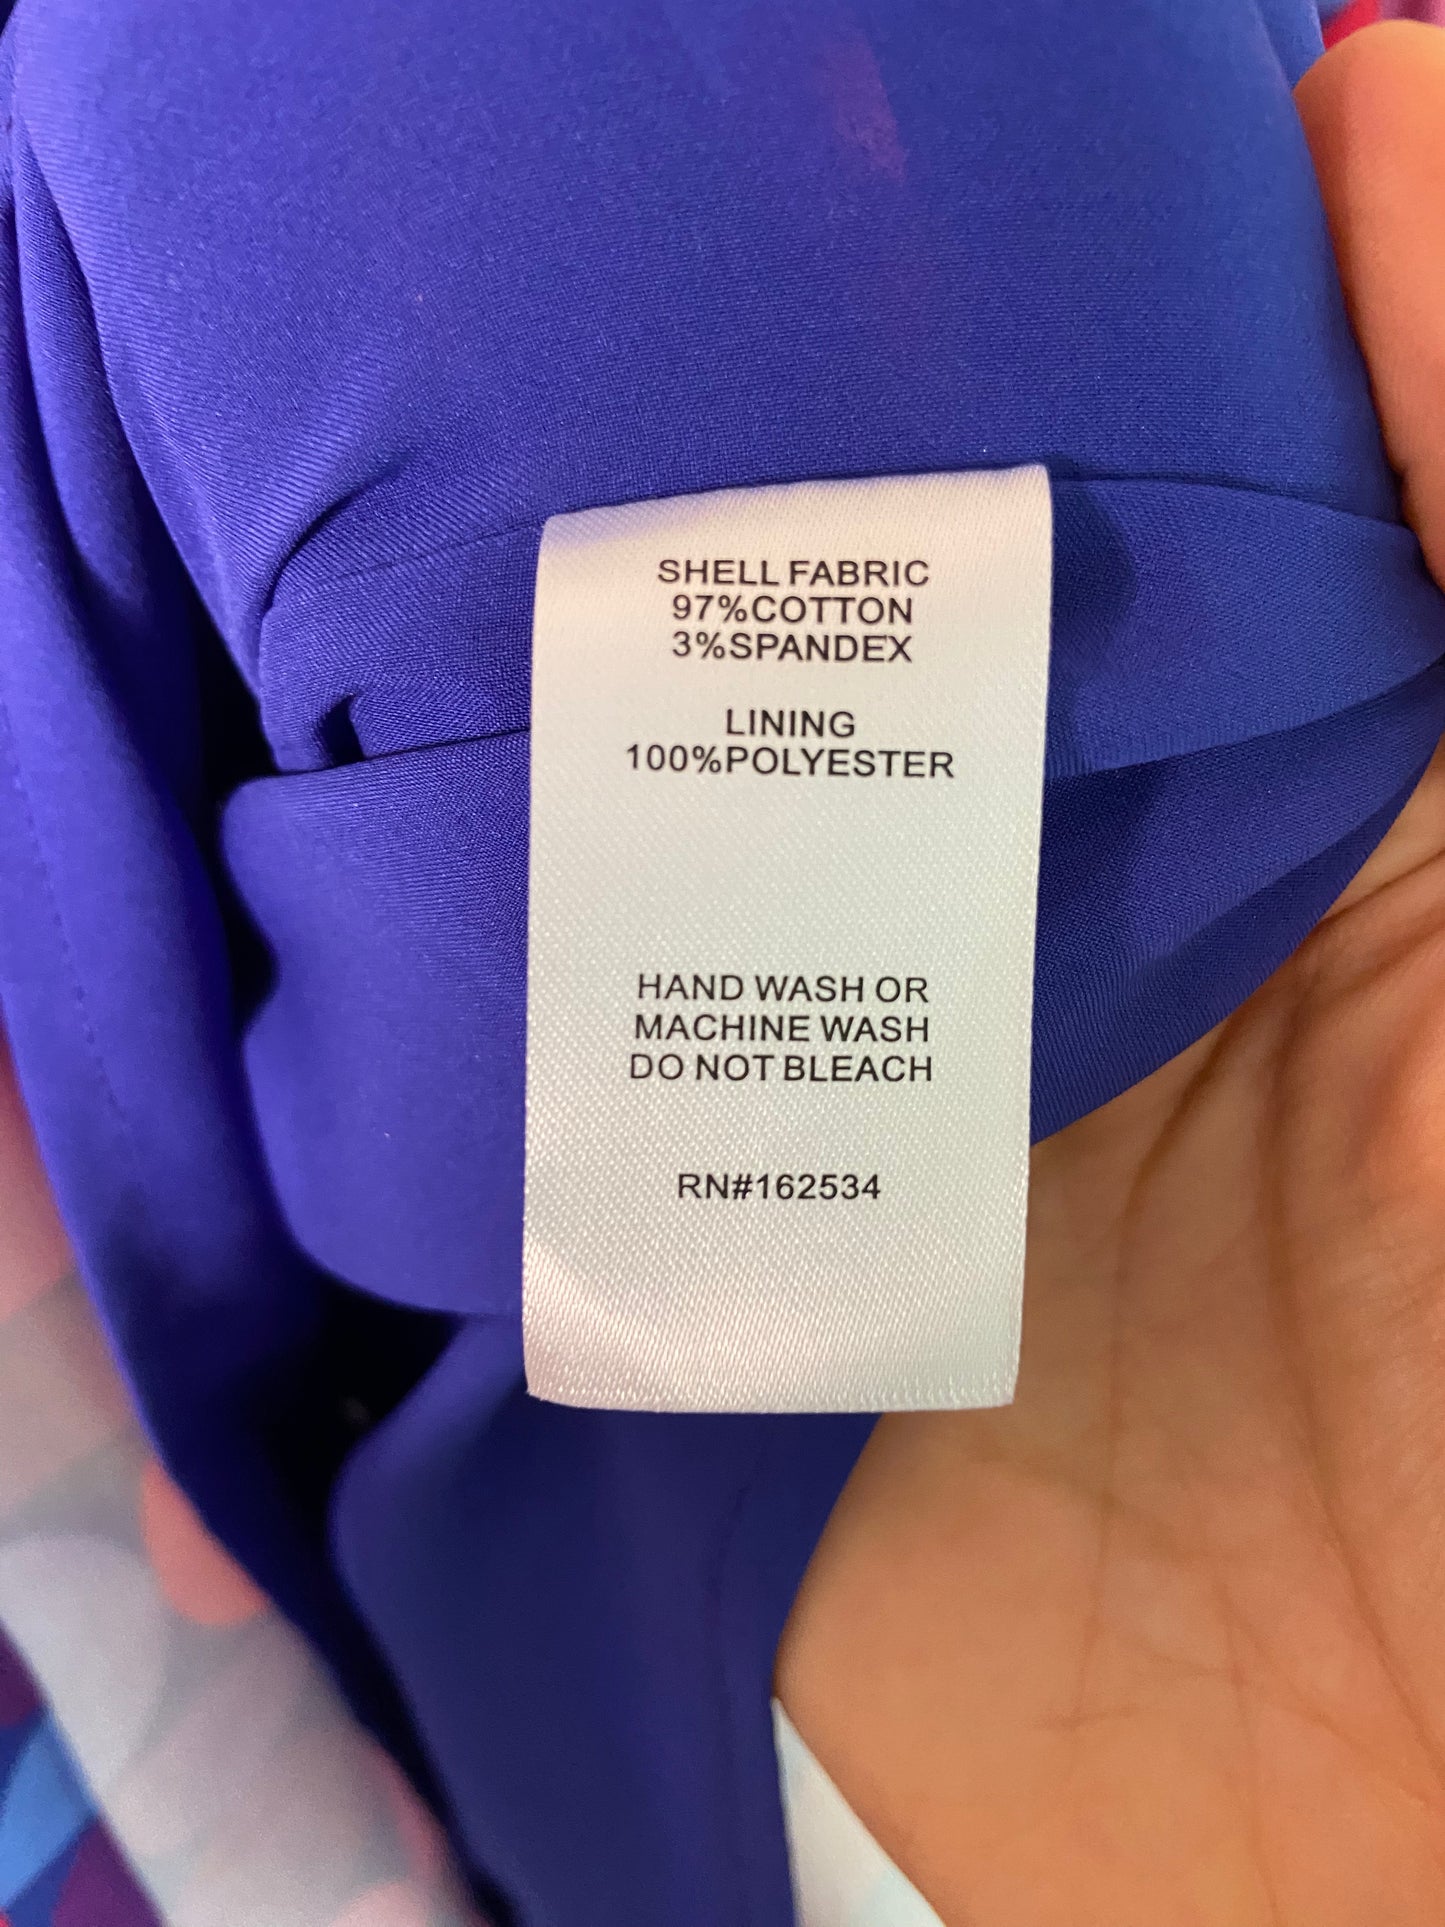 SHELL FABRIC
97%COTTON
3%SPANDEX
LINING
100%POLYESTER
HAND WASH OR
MACHINE WASH
DO NOT BLEACH
RN#162534